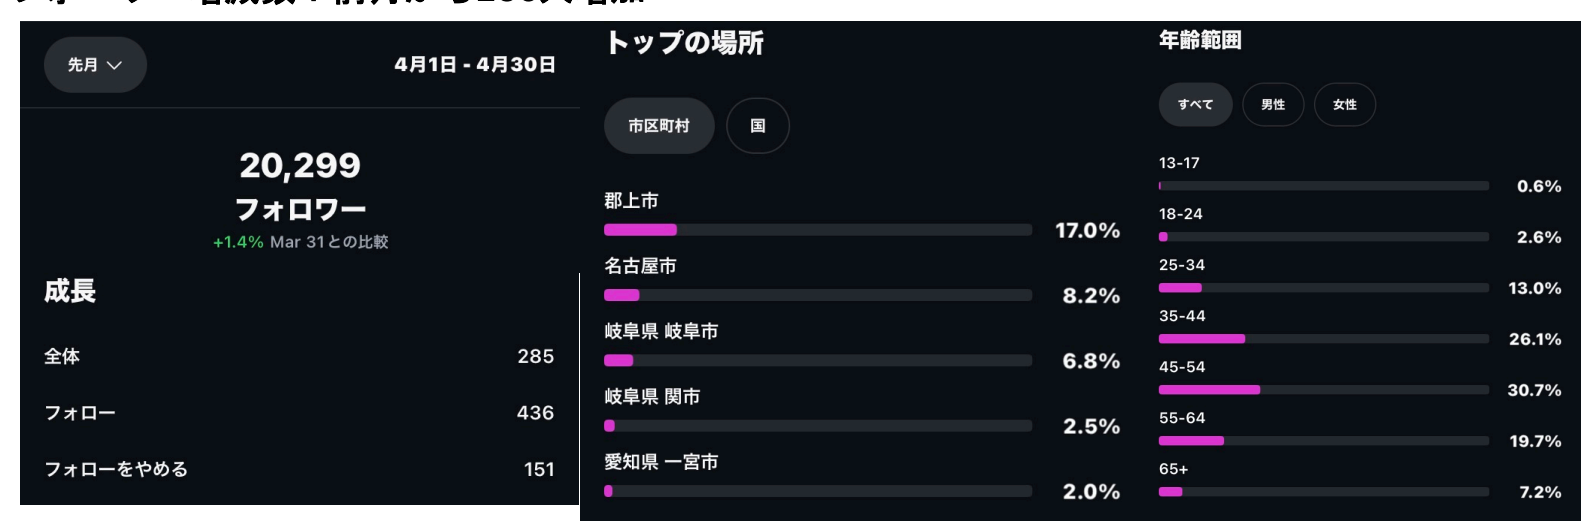 先月
4月1日 - 4月30日
20,299
フォロワー
+1.4% Mar 31との比較
成長
全体 285
フォロー 436
フォローをやめる 151
トップの場所
市区町村 国
郡上市
17.0%
名古屋市
8.2%
岐阜県 岐阜市
6.8%
岐阜県 関市
2.5%
愛知県 一宮市
2.0%
年齢範囲
すべて 男性 女性
13-17
0.6%
18-24
2.6%
25-34
13.0%
35-44
26.1%
45-54
30.7%
55-64
19.7%
65+
7.2%